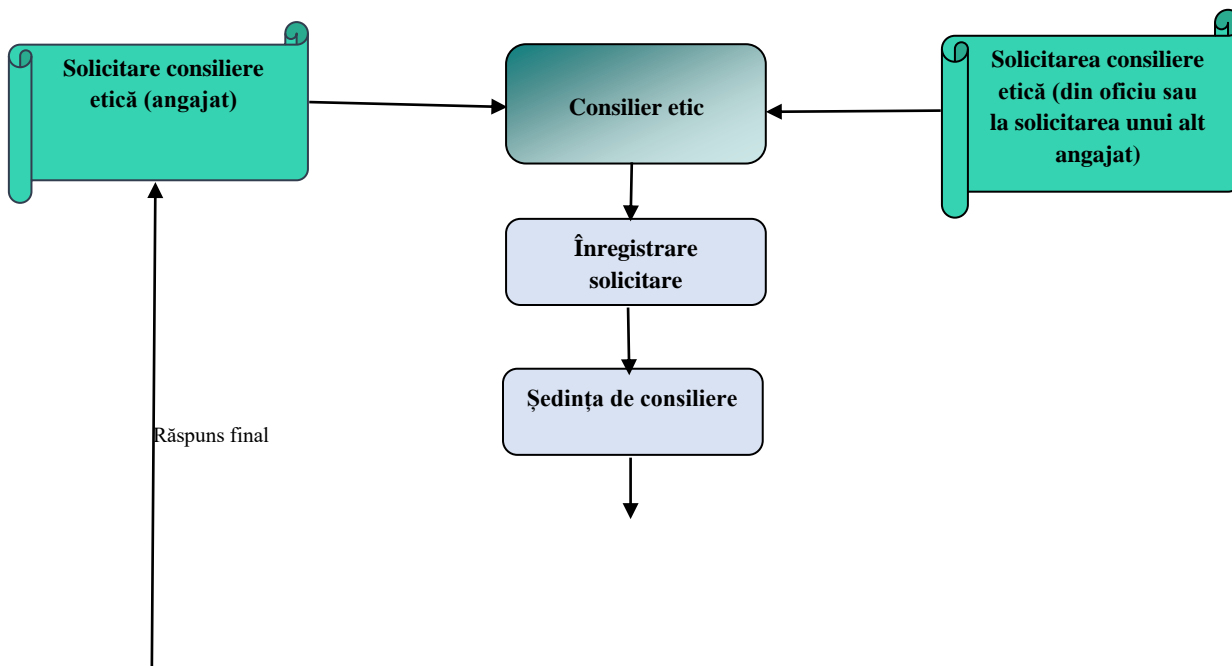 Solicitare consiliere
etică (angajat)
Consilier etic
Solicitarea consiliere
etică (din oficiu sau
la solicitarea unui alt
angajat)
Înregistrare
solicitare
Ședința de consiliere
Răspuns final